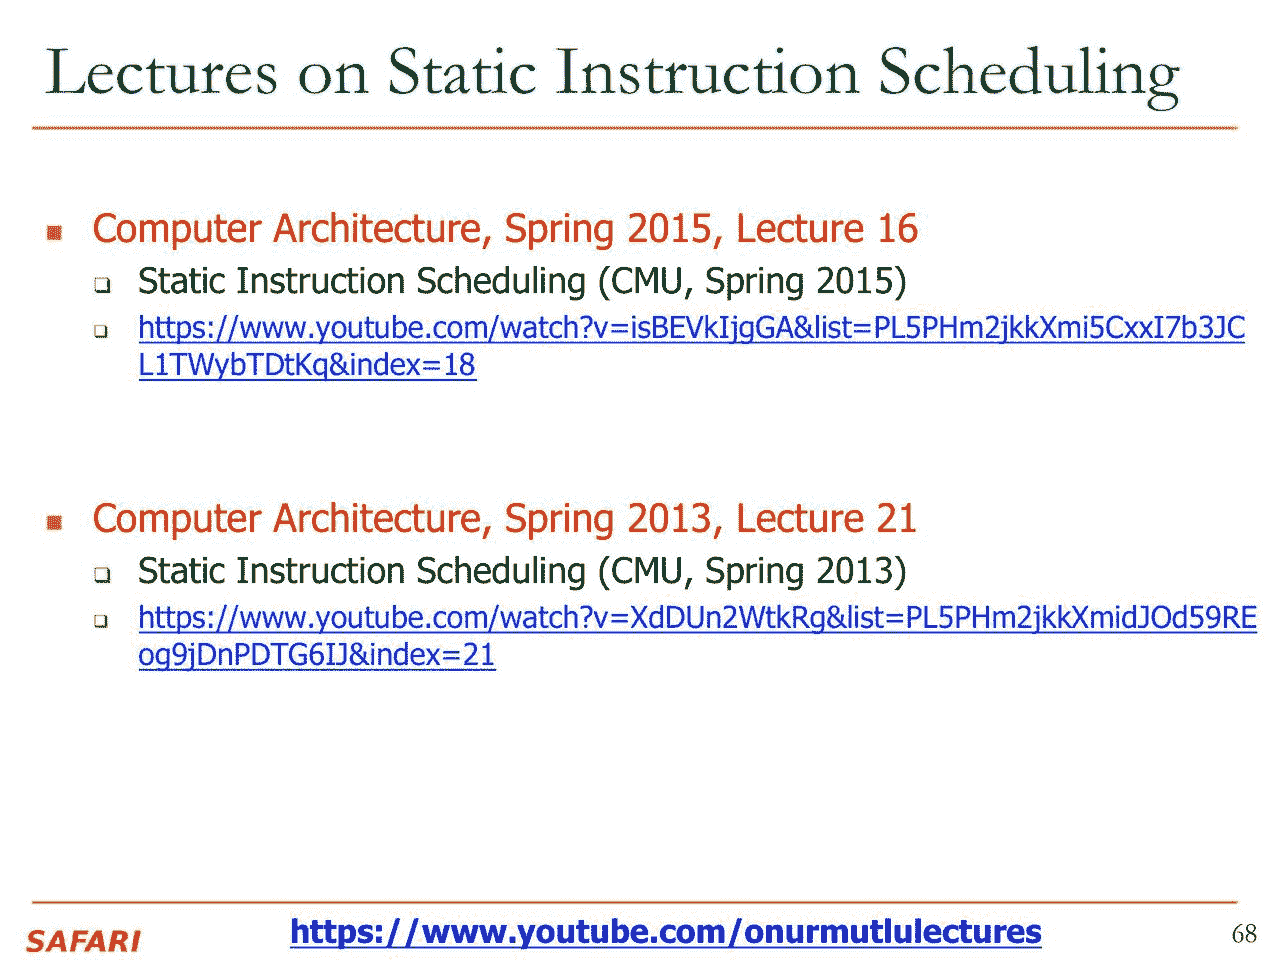 Lectures on Static Instruction Scheduling
Computer Architecture, Spring 2015, Lecture 16
Static Instruction Scheduling (CMU, Spring 2015)
https://www.youtube.com/watch?v=isBEVkIjgGA&list=PL5PHm2jkkXmi5CxxI7b3JC
L1TWybTDtKq&index=18
Computer Architecture, Spring 2013, Lecture 21
Static Instruction Scheduling (CMU, Spring 2013)
https://www.youtube.com/watch?v=XdDUn2WtkRg&list=PL5PHm2jkkXmidJOd59RE
og9jDnPDTG6IJ&index=21
SAFARI
https://www.youtube.com/onurmutlulectures
68